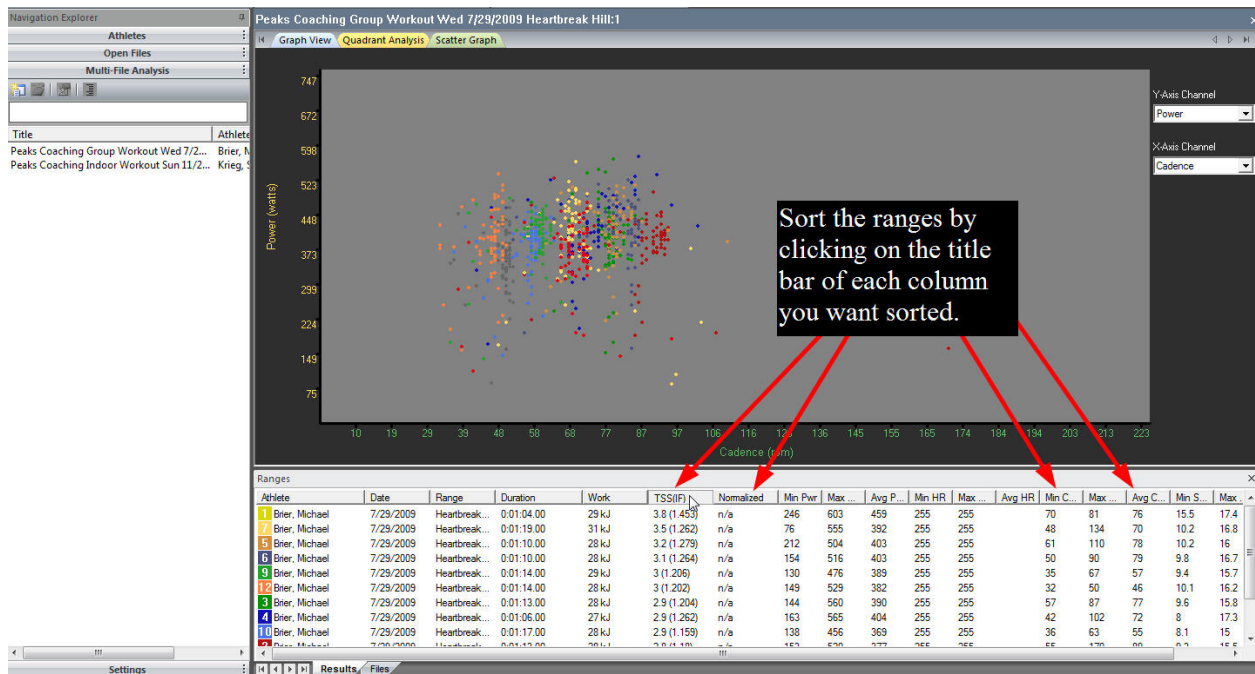 Navigation Explorer
Athletes
Open Files
Multi-File Analysis
Title Athlete
Peaks Coaching Group Workout Wed 7/2... Brier, M
Peaks Coaching Indoor Workout Sun 11/2... Krieg, S
Settings
Peaks Coaching Group Workout Wed 7/29/2009 Heartbreak Hill:1
Graph View Quadrant Analysis Scatter Graph
747
672
598
523
448
373
299
224
149
75
Power (watts)
10 19 29 39 48 58 68 77 87 97 106 116 126 136 145 155 165 174 184 194 203 213 223
Cadence (rpm)
Y-Axis Channel
Power
X-Axis Channel
Cadence
Sort the ranges by
clicking on the title
bar of each column
you want sorted.
Ranges
Athlete Date Range Duration Work TSS(IF) Normalized Min Pwr Max ... Avg P... Min HR Max ... Avg HR Min C... Max ... Avg C... Min S... Max .
1 Brier, Michael 7/29/2009 Heartbreak... 0:01:04.00 29 kJ 3.8 (1.453) n/a 246 603 459 255 255 70 81 76 15.5 17.4
7 Brier, Michael 7/29/2009 Heartbreak... 0:01:19.00 31 kJ 3.5 (1.262) n/a 76 555 392 255 255 48 134 70 10.2 16.8
5 Brier, Michael 7/29/2009 Heartbreak... 0:01:10.00 28 kJ 3.2 (1.279) n/a 212 504 403 255 255 61 110 78 10.2 16
6 Brier, Michael 7/29/2009 Heartbreak... 0:01:10.00 28 kJ 3.1 (1.264) n/a 154 516 403 255 255 50 90 79 9.8 16.7
9 Brier, Michael 7/29/2009 Heartbreak... 0:01:14.00 29 kJ 3 (1.206) n/a 130 476 389 255 255 35 67 57 9.4 15.7
12 Brier, Michael 7/29/2009 Heartbreak... 0:01:14.00 28 kJ 3 (1.202) n/a 149 529 382 255 255 32 50 46 10.1 16.2
3 Brier, Michael 7/29/2009 Heartbreak... 0:01:13.00 28 kJ 2.9 (1.204) n/a 144 560 390 255 255 57 87 77 9.6 15.8
4 Brier, Michael 7/29/2009 Heartbreak... 0:01:06.00 27 kJ 2.9 (1.262) n/a 163 565 404 255 255 42 102 72 8 17.3
10 Brier, Michael 7/29/2009 Heartbreak... 0:01:17.00 28 kJ 2.9 (1.159) n/a 138 456 369 255 255 36 63 55 8.1 15
Results Files